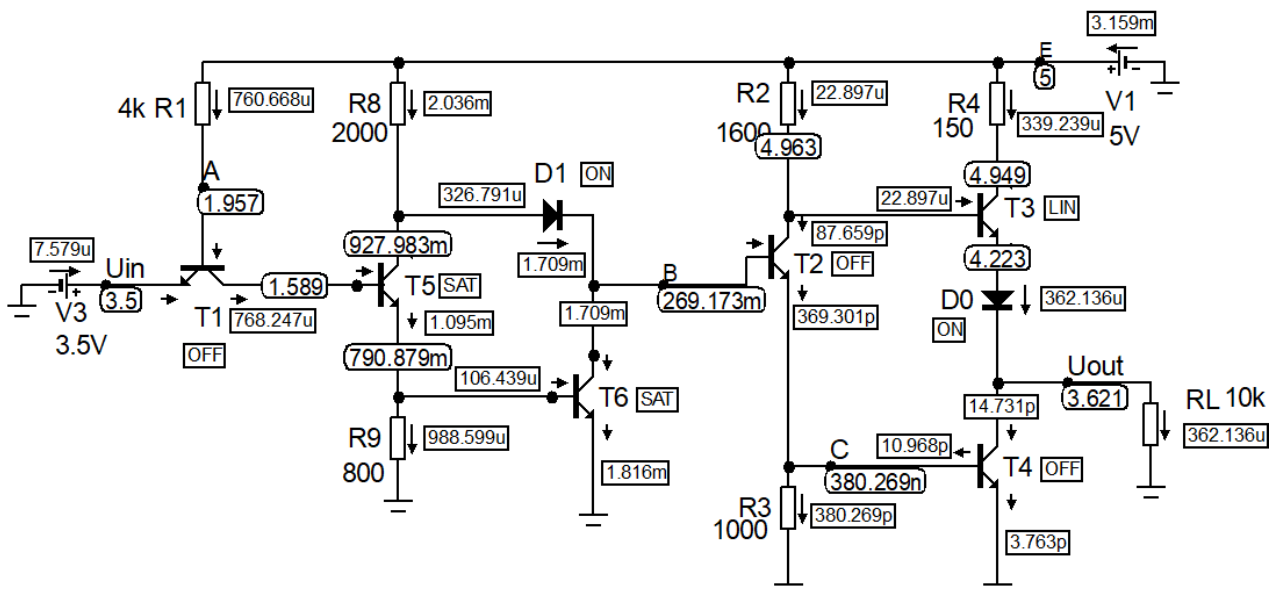 3.159m
E
5
+ -
V1
5V
4k R1
760.668u
R8
2000
2.036m
R2
1600
22.897u
4.963
R4
150
339.239u
4.949
A
1.957
D1
ON
326.791u
1.709m
22.897u
T3
LIN
927.983m
87.659p
T2
OFF
4.223
7.579u
Uin
3.5
- +
V3
3.5V
T1
OFF
768.247u
1.589
T5
SAT
1.095m
790.879m
B
269.173m
1.709m
369.301p
D0
ON
362.136u
Uout
3.621
106.439u
T6
SAT
1.816m
R9
800
988.599u
14.731p
RL 10k
362.136u
C
380.269n
10.968p
T4
OFF
R3
1000
380.269p
3.763p